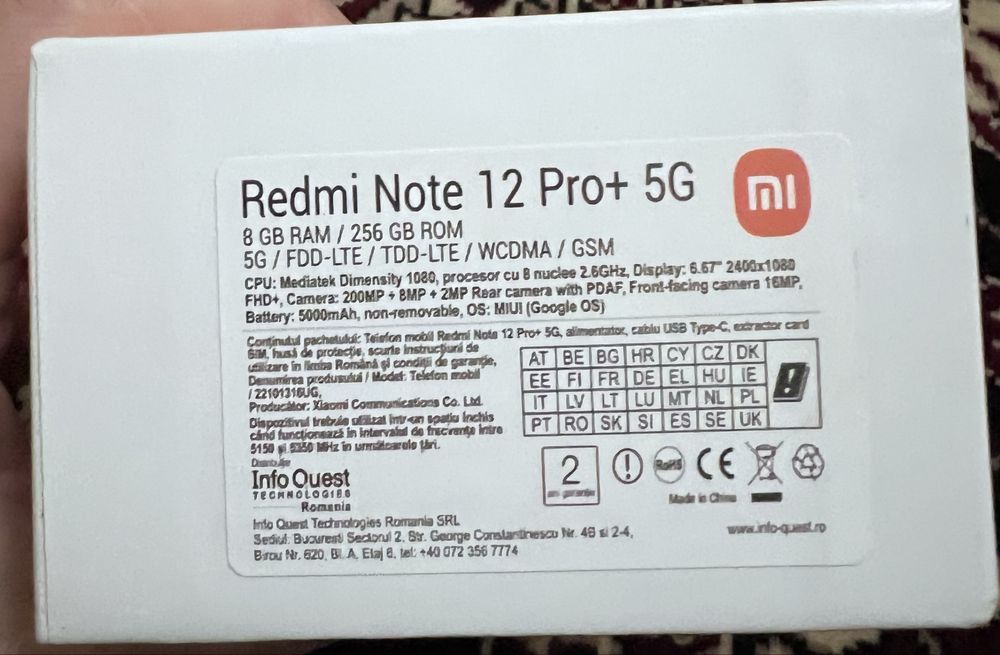 Redmi Note 12 Pro+ 5G
8 GB RAM / 256 GB ROM
5G / FDD-LTE / TDD-LTE / WCDMA / GSM
CPU: Mediatek Dimensity 1080, procesor cu 8 nuclee 2.6GHz, Display: 6.67" 2400x1080
FHD+, Camera: 200MP + 8MP + 2MP Rear camera with PDAF, Front-facing camera 16MP,
Battery: 5000mAh, non-removable, OS: MIUI (Google OS)
Conținutul pachetului: Telefon mobil Redmi Note 12 Pro+ 5G, alimentator, cablu USB Type-C, extractor card
SIM, husă de protecție, scurte instrucțiuni de
utilizare în limba Română și condiții de garanție,
Denumirea produsului / Model: Telefon mobil
/ 22101316UG,
Producător: Xiaomi Communications Co. Ltd.
Dispozitivul trebuie utilizat într-un spațiu închis
când funcționează în intervalul de frecvențe între
5150 și 5350 MHz în următoarele țări.
AT BE BG HR CY CZ DK
EE FI FR DE EL HU IE
IT LV LT LU MT NL PL
PT RO SK SI ES SE UK
!
Distribuitor
Info Quest
TECHNOLOGIES
Romania
2
ani garanție
!
RoHS
CE
Made in China
Info Quest Technologies Romania SRL
Sediul: Bucuresti Sectorul 2, Str. George Constantinescu Nr. 4B si 2-4,
Birou Nr. 620, Bl. A, Etaj 6, tel: +40 072 356 7774
www.info-quest.ro
mi